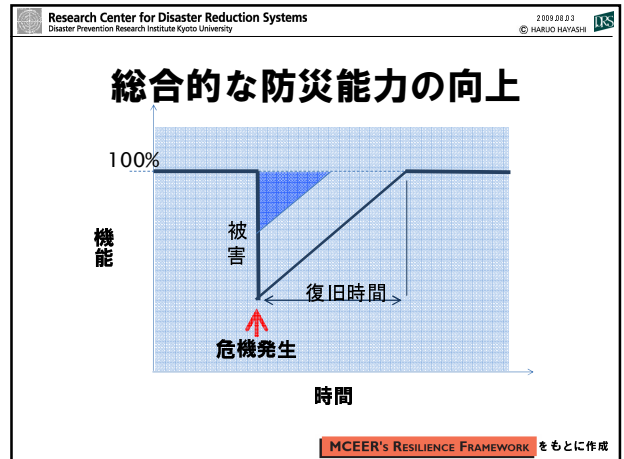 Research Center for Disaster Reduction Systems
Disaster Prevention Research Institute Kyoto University
2009.08.03
© HARUO HAYASHI
DRS
総合的な防災能力の向上
100%
機能
被害
復旧時間
危機発生
時間
MCEER's RESILIENCE FRAMEWORK をもとに作成